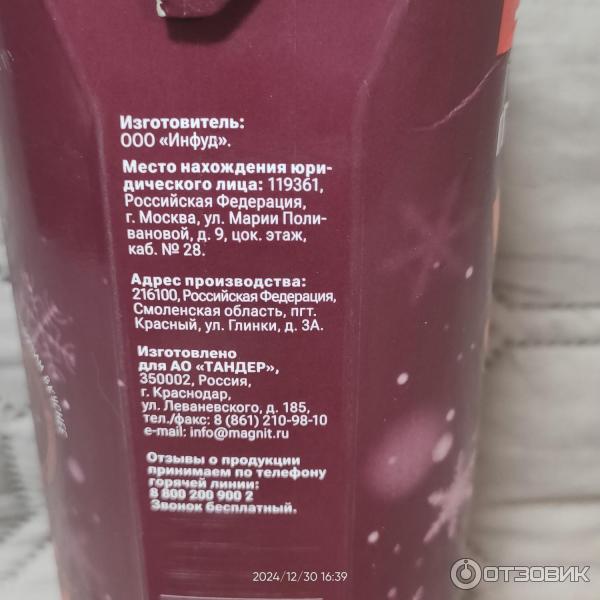 Изготовитель:
ООО «Инфуд».
Место нахождения юри-
дического лица: 119361,
Российская Федерация,
г. Москва, ул. Марии Поли-
вановой, д. 9, цок. этаж,
каб. № 28.
Адрес производства:
216100, Российская Федерация,
Смоленская область, пгт.
Красный, ул. Глинки, д. 3А.
Изготовлено
для АО «ТАНДЕР»,
350002, Россия,
г. Краснодар,
ул. Леваневского, д. 185,
тел./факс: 8 (861) 210-98-10
e-mail: info@magnit.ru
Отзывы о продукции
принимаем по телефону
горячей линии:
8 800 200 900 2
Звонок бесплатный.
2024/12/30 16:39
ОТЗОВИК